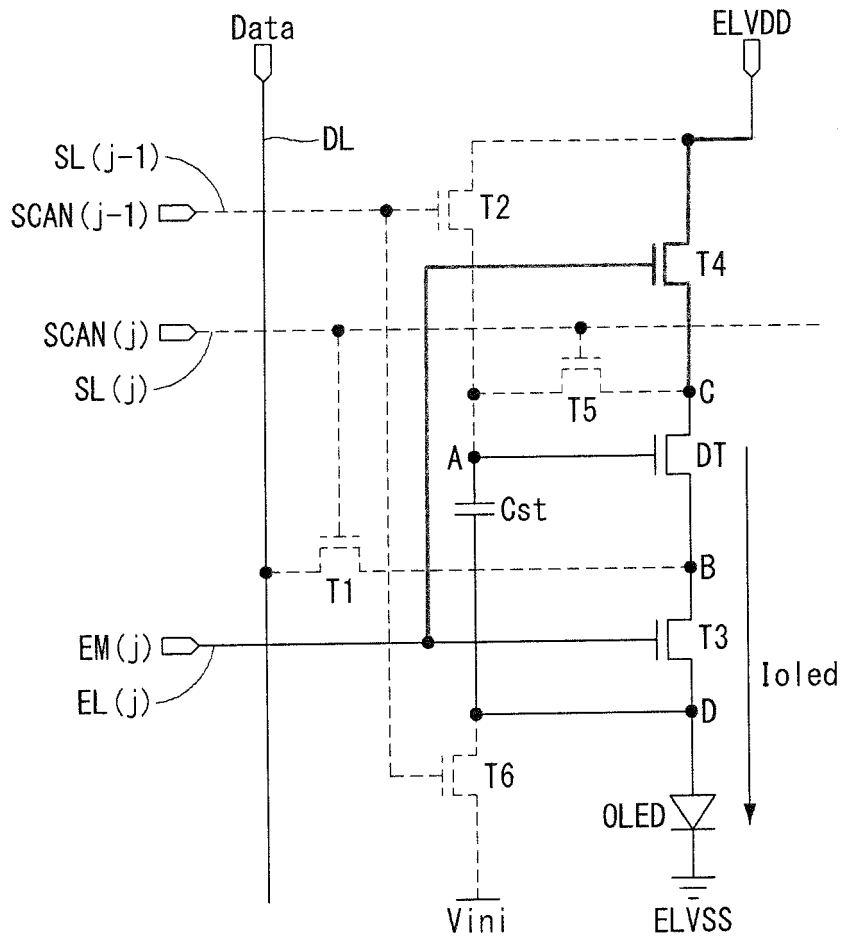 Data
ELVDD
DL
SL(j-1)
SCAN(j-1)
T2
T4
SCAN(j)
SL(j)
T5
C
A
DT
Cst
T1
B
EM(j)
T3
EL(j)
Ioled
D
T6
OLED
Vini
ELVSS